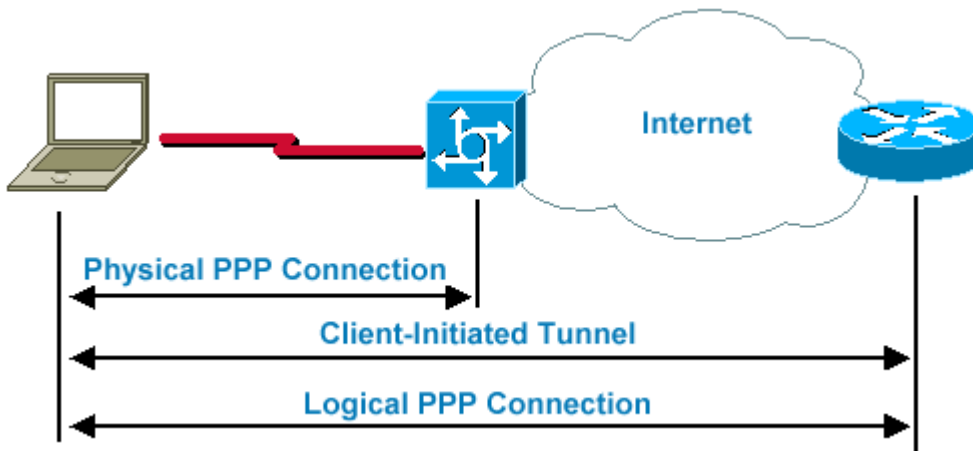 Internet
Physical PPP Connection
Client-Initiated Tunnel
Logical PPP Connection